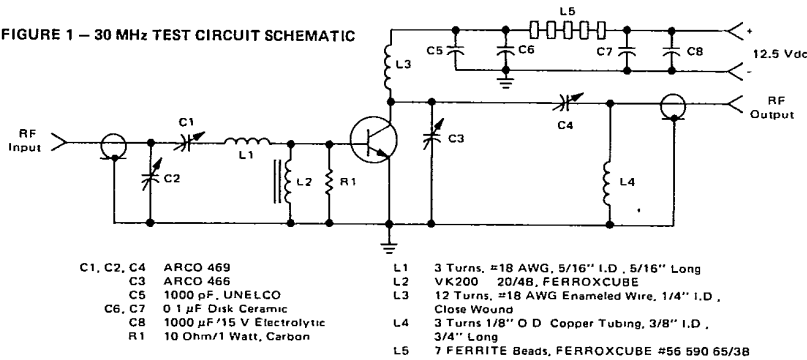 FIGURE 1 — 30 MHz TEST CIRCUIT SCHEMATIC
L5
+
C5
C6
C7
C8
12.5 Vdc
-
L3
RF
Input
C1
L1
C2
L2
R1
C3
C4
L4
RF
Output
C1, C2, C4 ARCO 469
C3 ARCO 466
C5 1000 pF, UNELCO
C6, C7 0 1 μF Disk Ceramic
C8 1000 μF/15 V Electrolytic
R1 10 Ohm/1 Watt, Carbon
L1 3 Turns, #18 AWG, 5/16" I.D , 5/16" Long
L2 VK200 20/4B, FERROXCUBE
L3 12 Turns, #18 AWG Enameled Wire, 1/4" I.D ,
Close Wound
L4 3 Turns 1/8" O D Copper Tubing, 3/8" I.D ,
3/4" Long
L5 7 FERRITE Beads, FERROXCUBE #56 590 65/3B